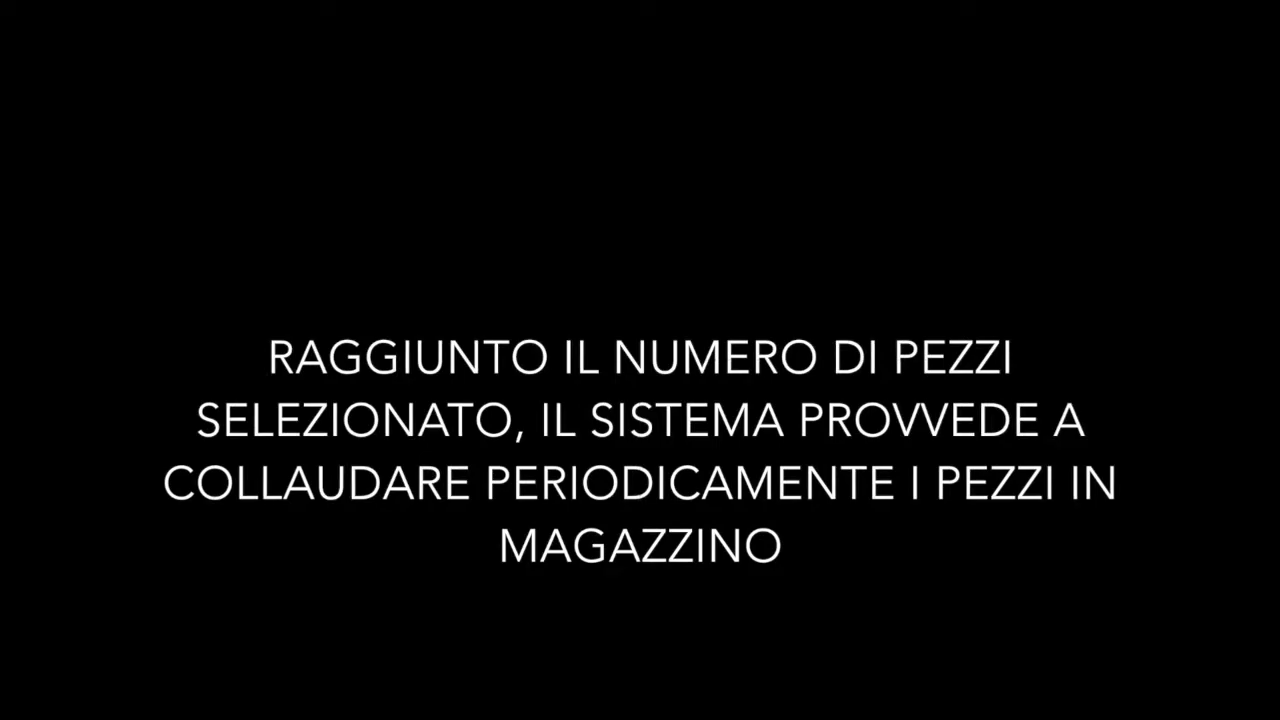 RAGGIUNTO IL NUMERO DI PEZZI
SELEZIONATO, IL SISTEMA PROVVEDE A
COLLAUDARE PERIODICAMENTE I PEZZI IN
MAGAZZINO